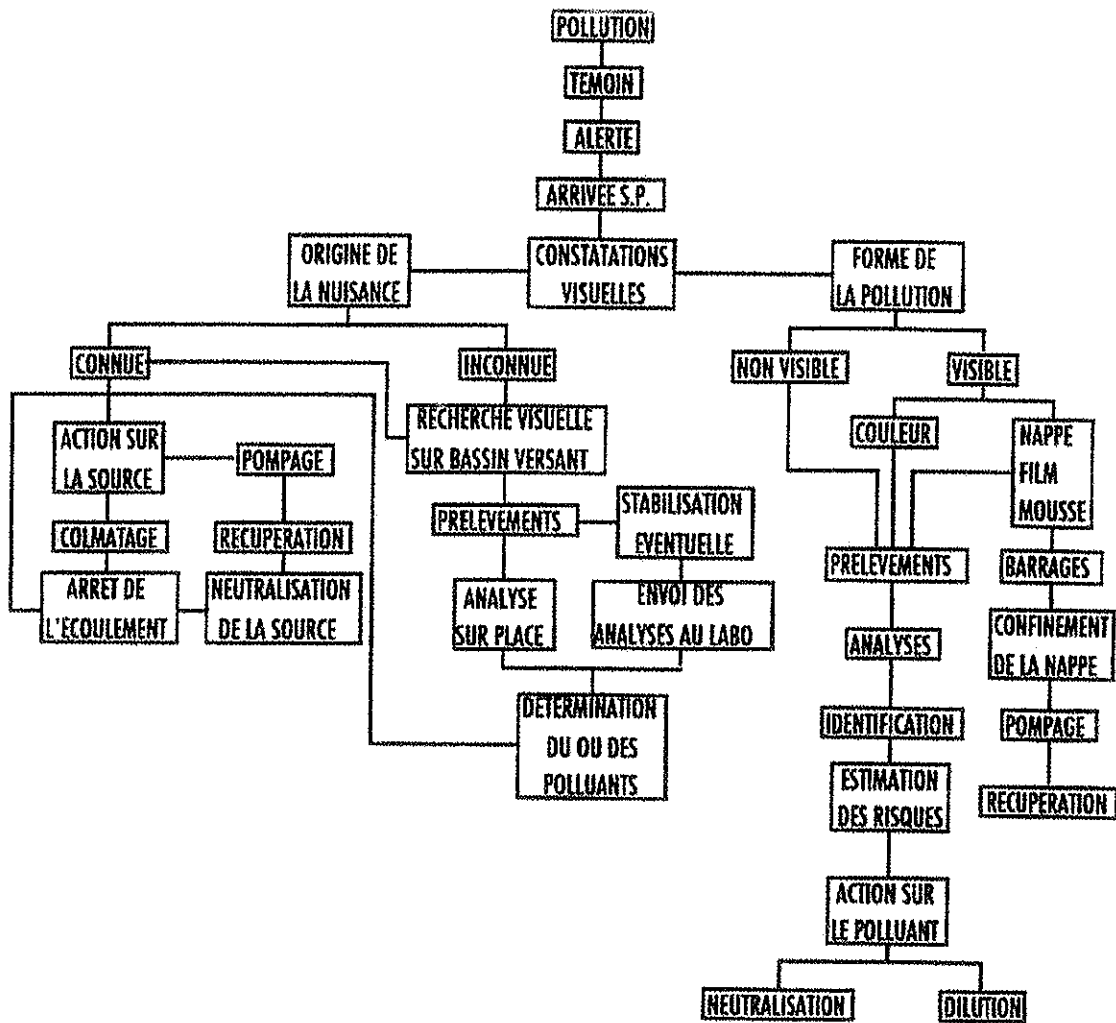 POLLUTION
TEMOIN
ALERTE
ARRIVEE S.P.
CONSTATATIONS
VISUELLES
ORIGINE DE
LA NUISANCE
FORME DE
LA POLLUTION
CONNUE
INCONNUE
NON VISIBLE
VISIBLE
ACTION SUR
LA SOURCE
POMPAGE
RECHERCHE VISUELLE
SUR BASSIN VERSANT
COULEUR
NAPPE
FILM
MOUSSE
COLMATAGE
RECUPERATION
PRELEVEMENTS
STABILISATION
EVENTUELLE
PRELEVEMENTS
BARRAGES
ARRET DE
L'ECOULEMENT
NEUTRALISATION
DE LA SOURCE
ANALYSE
SUR PLACE
ENVOI DES
ANALYSES AU LABO
ANALYSES
CONFINEMENT
DE LA NAPPE
DETERMINATION
DU OU DES
POLLUANTS
IDENTIFICATION
POMPAGE
ESTIMATION
DES RISQUES
RECUPERATION
ACTION SUR
LE POLLUANT
NEUTRALISATION
DILUTION